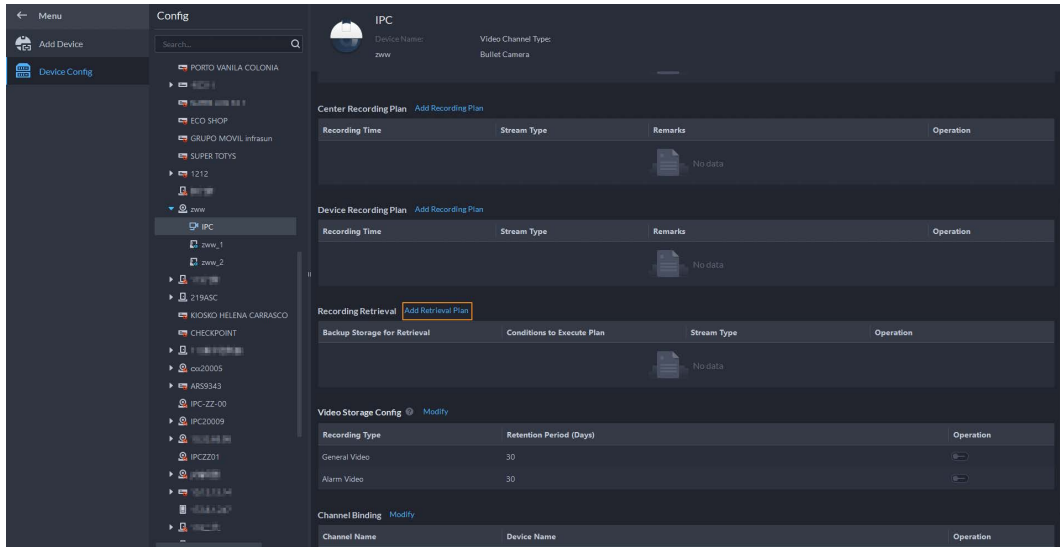 Menu
Add Device
Device Config
Config
Search...
PORTO VANILA COLONIA
ECO SHOP
GRUPO MOVIL infrasun
SUPER TOTYS
1212
zww
IPC
zww_1
zww_2
219ASC
KIOSKO HELENA CARRASCO
CHECKPOINT
cxx20005
ARS9343
IPC-ZZ-00
IPC20009
IPCZZ01
IPC
Device Name: Video Channel Type:
zww Bullet Camera
Center Recording Plan Add Recording Plan
Recording Time Stream Type Remarks Operation
No data
Device Recording Plan Add Recording Plan
Recording Time Stream Type Remarks Operation
No data
Recording Retrieval Add Retrieval Plan
Backup Storage for Retrieval Conditions to Execute Plan Stream Type Operation
No data
Video Storage Config Modify
Recording Type Retention Period (Days) Operation
General Video 30
Alarm Video 30
Channel Binding Modify
Channel Name Device Name Operation